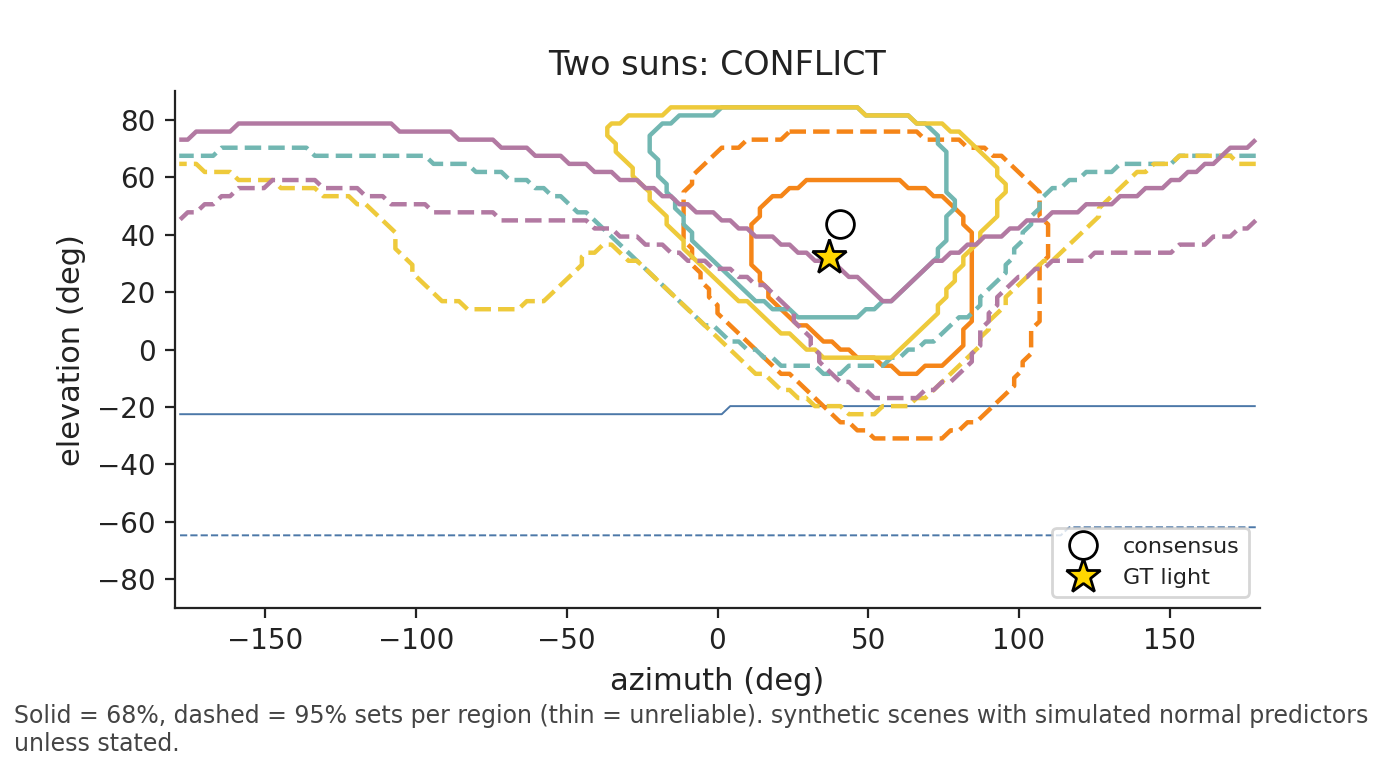 Two suns: CONFLICT
80
60
40
20
0
−20
−40
−60
−80
elevation (deg)
−150
−100
−50
0
50
100
150
azimuth (deg)
consensus
GT light
Solid = 68%, dashed = 95% sets per region (thin = unreliable). synthetic scenes with simulated normal predictors
unless stated.